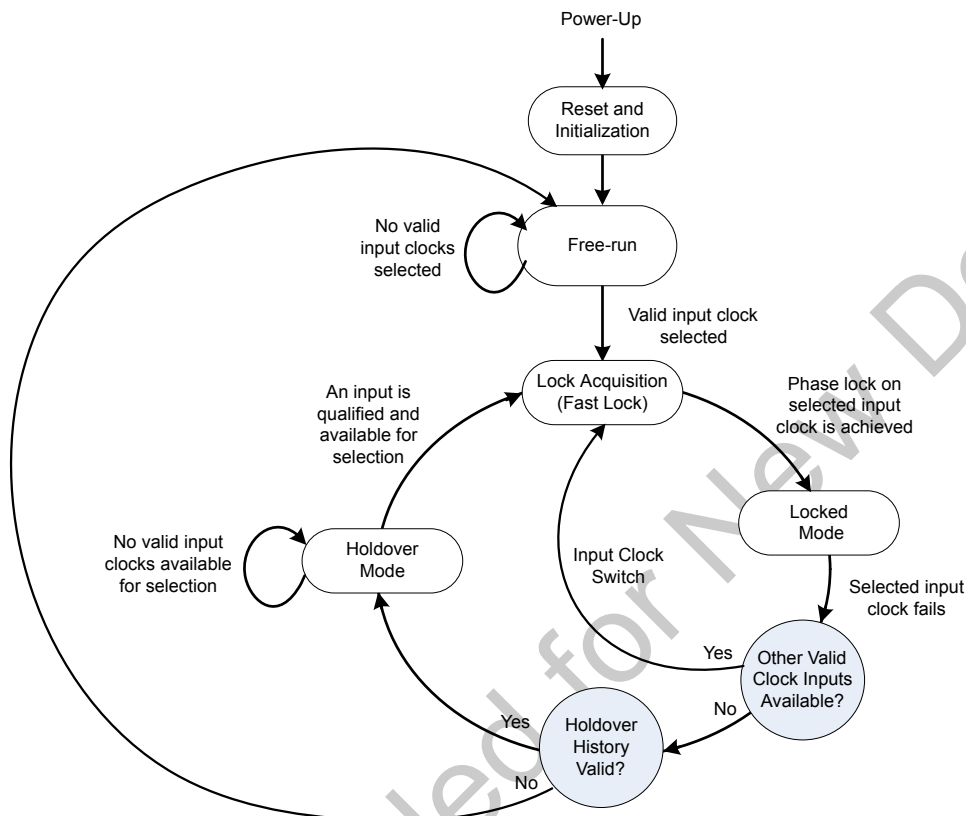 Power-Up
Reset and
Initialization
No valid
input clocks
selected
Free-run
Valid input clock
selected
An input is
qualified and
available for
selection
Lock Acquisition
(Fast Lock)
Phase lock on
selected input
clock is achieved
No valid input
clocks available
for selection
Holdover
Mode
Input Clock
Switch
Locked
Mode
Selected input
clock fails
Yes
Other Valid
Clock Inputs
Available?
No
Yes
Holdover
History
Valid?
No
for New